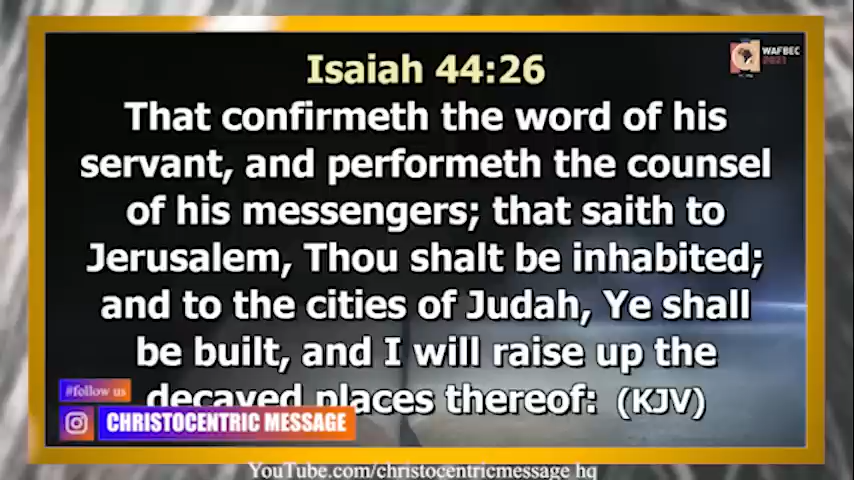 Isaiah 44:26
WAFBEC
2021
That confirmeth the word of his
servant, and performeth the counsel
of his messengers; that saith to
Jerusalem, Thou shalt be inhabited;
and to the cities of Judah, Ye shall
be built, and I will raise up the
decayed places thereof: (KJV)
#follow us
CHRISTOCENTRIC MESSAGE
YouTube.com/christocentricmessage hq